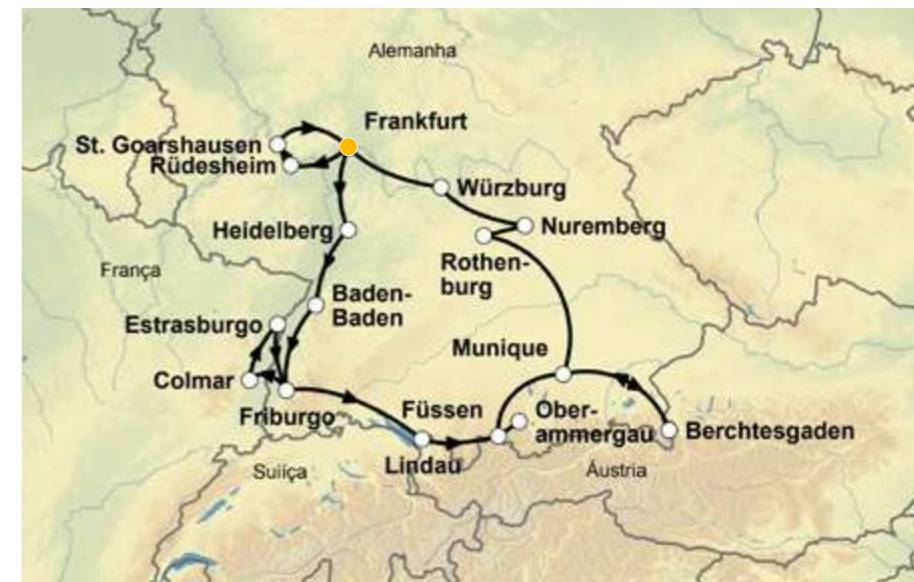 Alemanha
Frankfurt
St. Goarshausen
Rüdesheim
Würzburg
Heidelberg
Nuremberg
Rothen-
burg
França
Baden-
Baden
Estrasburgo
Munique
Colmar
Friburgo
Füssen
Ober-
ammergau
Berchtesgaden
Lindau
Suiíça
Áustria